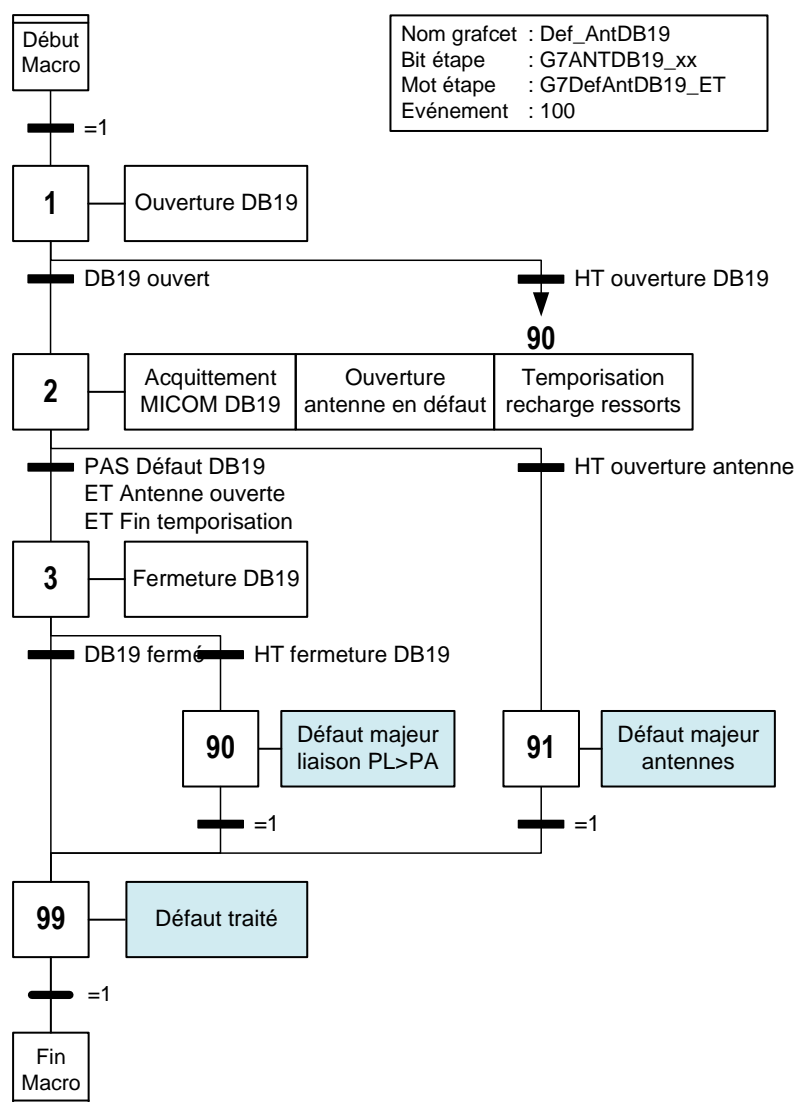 Début
Macro
Nom grafcet : Def_AntDB19
Bit étape : G7ANTDB19_xx
Mot étape : G7DefAntDB19_ET
Evénement : 100
=1
1
Ouverture DB19
DB19 ouvert
HT ouverture DB19
90
2
Acquittement
MICOM DB19
Ouverture
antenne en défaut
Temporisation
recharge ressorts
PAS Défaut DB19
ET Antenne ouverte
ET Fin temporisation
HT ouverture antenne
3
Fermeture DB19
DB19 fermé
HT fermeture DB19
90
Défaut majeur
liaison PL>PA
91
Défaut majeur
antennes
=1
=1
99
Défaut traité
=1
Fin
Macro